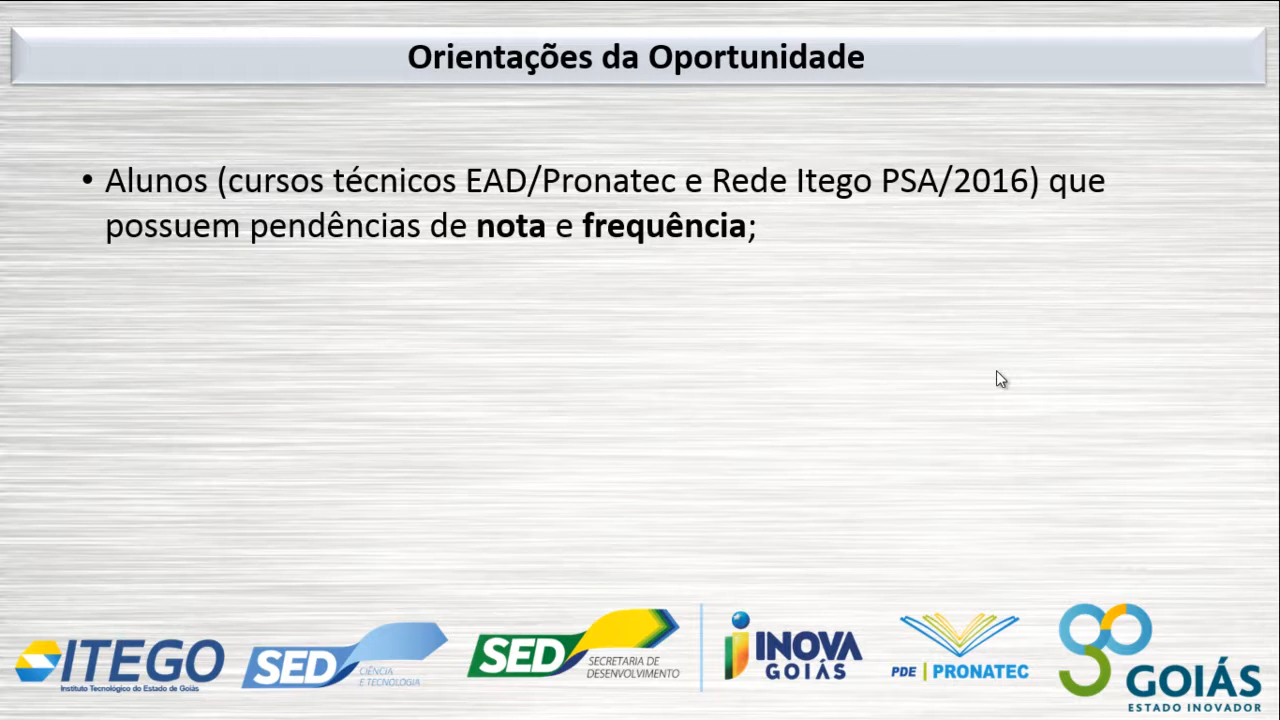 Orientações da Oportunidade
• Alunos (cursos técnicos EAD/Pronatec e Rede Itego PSA/2016) que
possuem pendências de nota e frequência;
ITEGO
Instituto Tecnológico do Estado de Goiás
SED
CIÊNCIA
E TECNOLOGIA
SED
SECRETARIA DE
DESENVOLVIMENTO
INOVA
GOIÁS
PDE | PRONATEC
GOIÁS
ESTADO INOVADOR